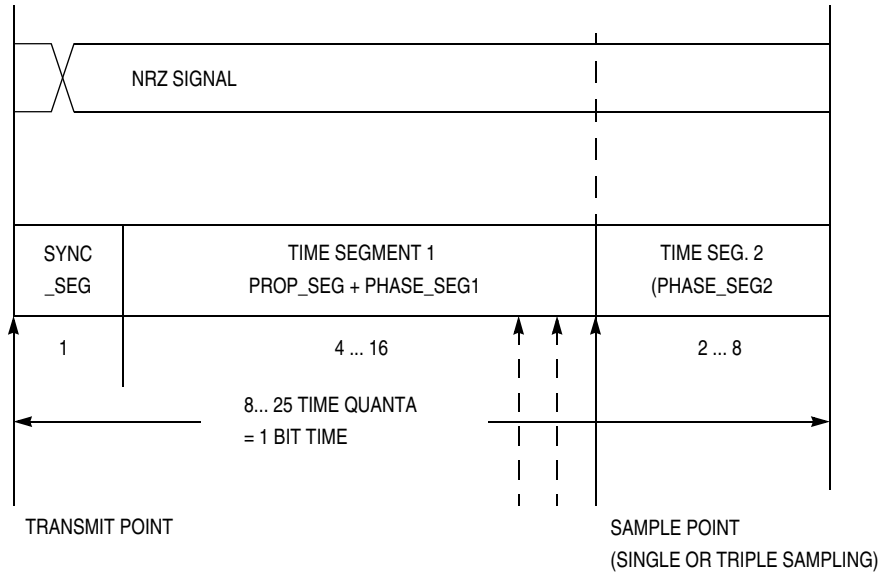 NRZ SIGNAL
SYNC
_SEG
TIME SEGMENT 1
PROP_SEG + PHASE_SEG1
TIME SEG. 2
(PHASE_SEG2
1
4 ... 16
2 ... 8
8... 25 TIME QUANTA
= 1 BIT TIME
TRANSMIT POINT
SAMPLE POINT
(SINGLE OR TRIPLE SAMPLING)